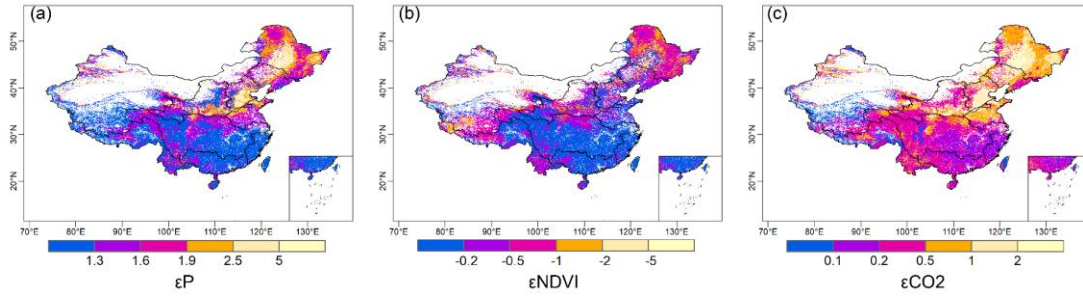 (a) (b) (c)
50°N 50°N 50°N
40°N 40°N 40°N
30°N 30°N 30°N
20°N 20°N 20°N
70°E 80°E 90°E 100°E 110°E 120°E 130°E 70°E 80°E 90°E 100°E 110°E 120°E 130°E 70°E 80°E 90°E 100°E 110°E 120°E 130°E
1.3 1.6 1.9 2.5 5 -0.2 -0.5 -1 -2 -5 0.1 0.2 0.5 1 2
εP εNDVI εCO2